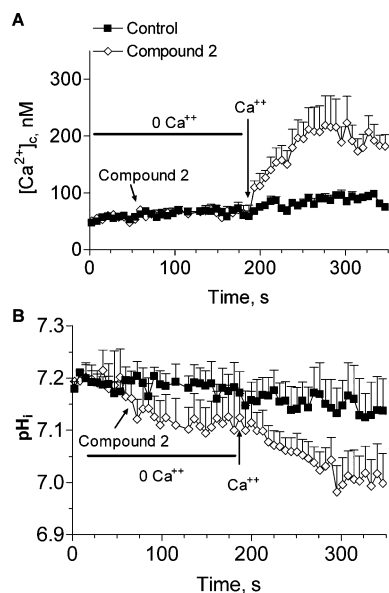 A
Control
Compound 2
300
200
100
0
[Ca2+]c, nM
0 Ca++
Ca++
Compound 2
0 100 200 300
Time, s
B
7.3
7.2
7.1
7.0
6.9
pHi
Compound 2
0 Ca++
Ca++
0 100 200 300
Time, s